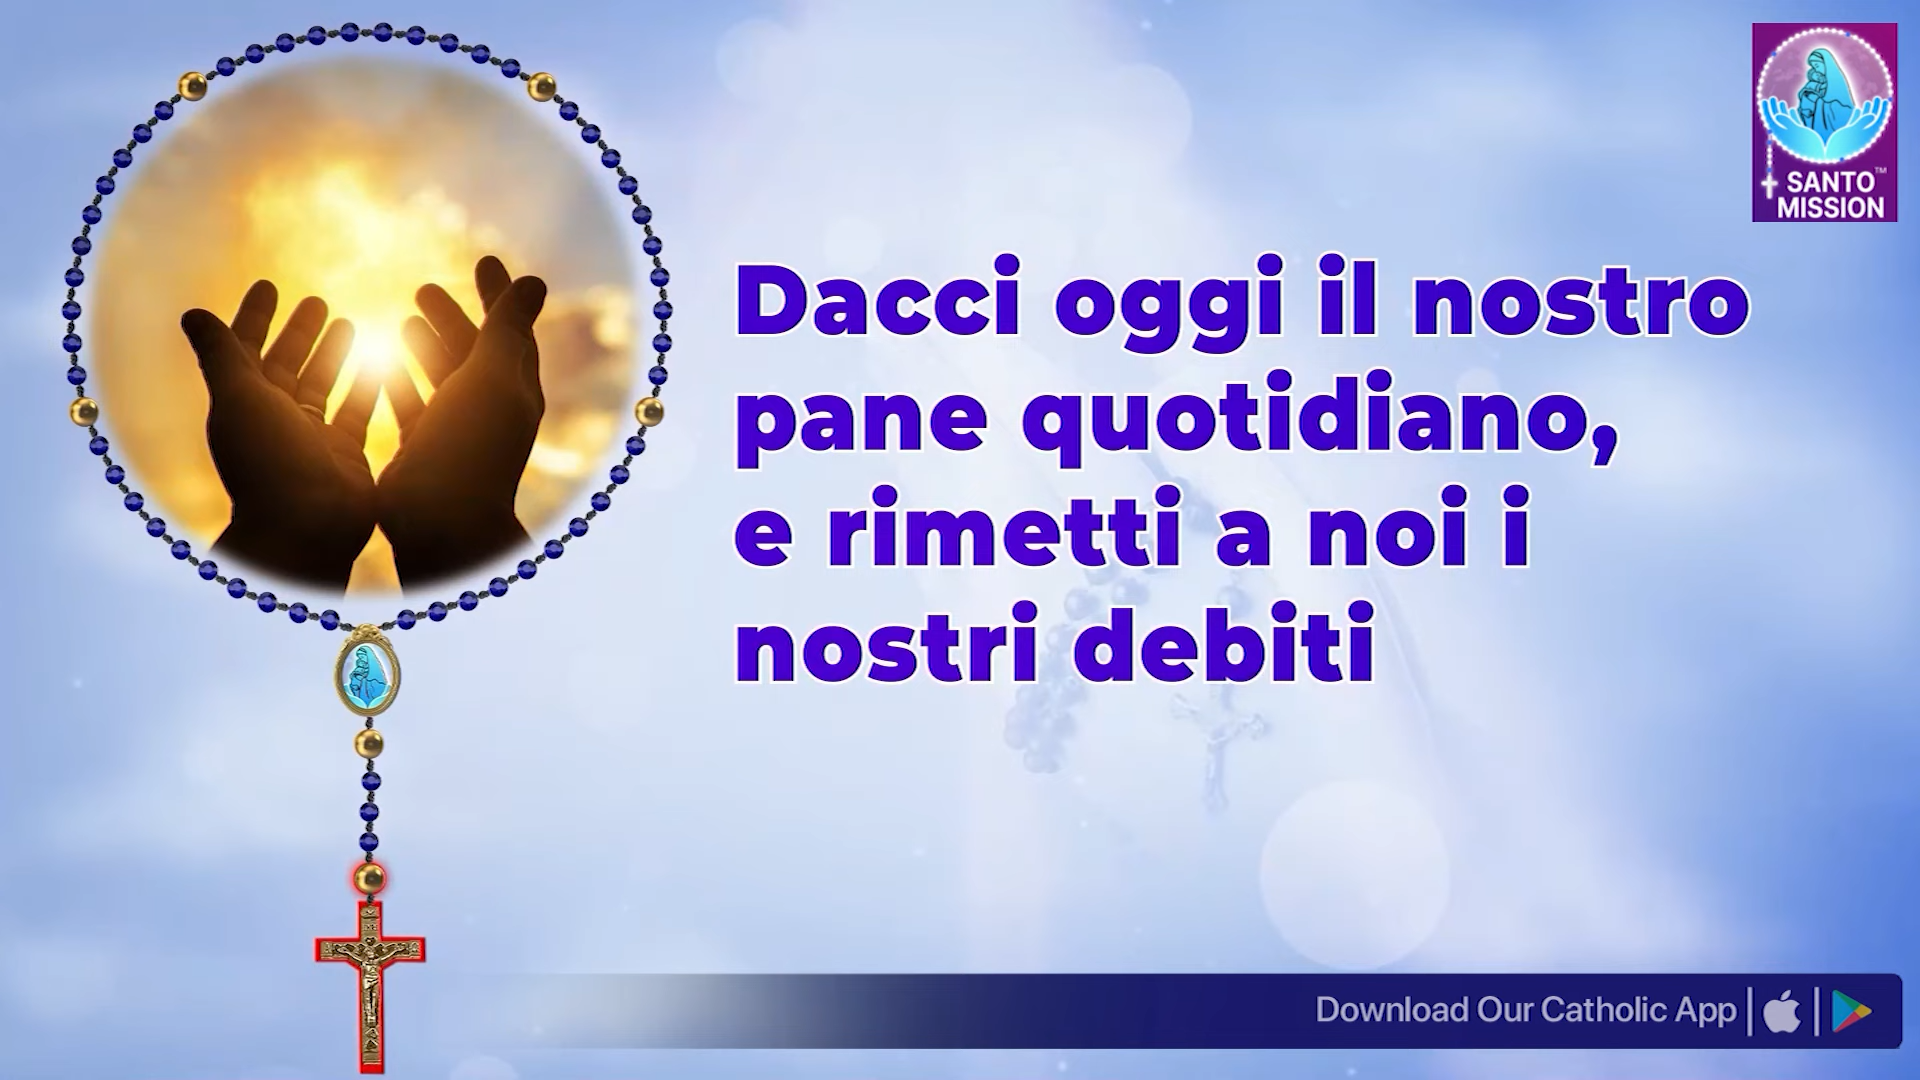 SANTO™
MISSION
Dacci oggi il nostro
pane quotidiano,
e rimetti a noi i
nostri debiti
Download Our Catholic App